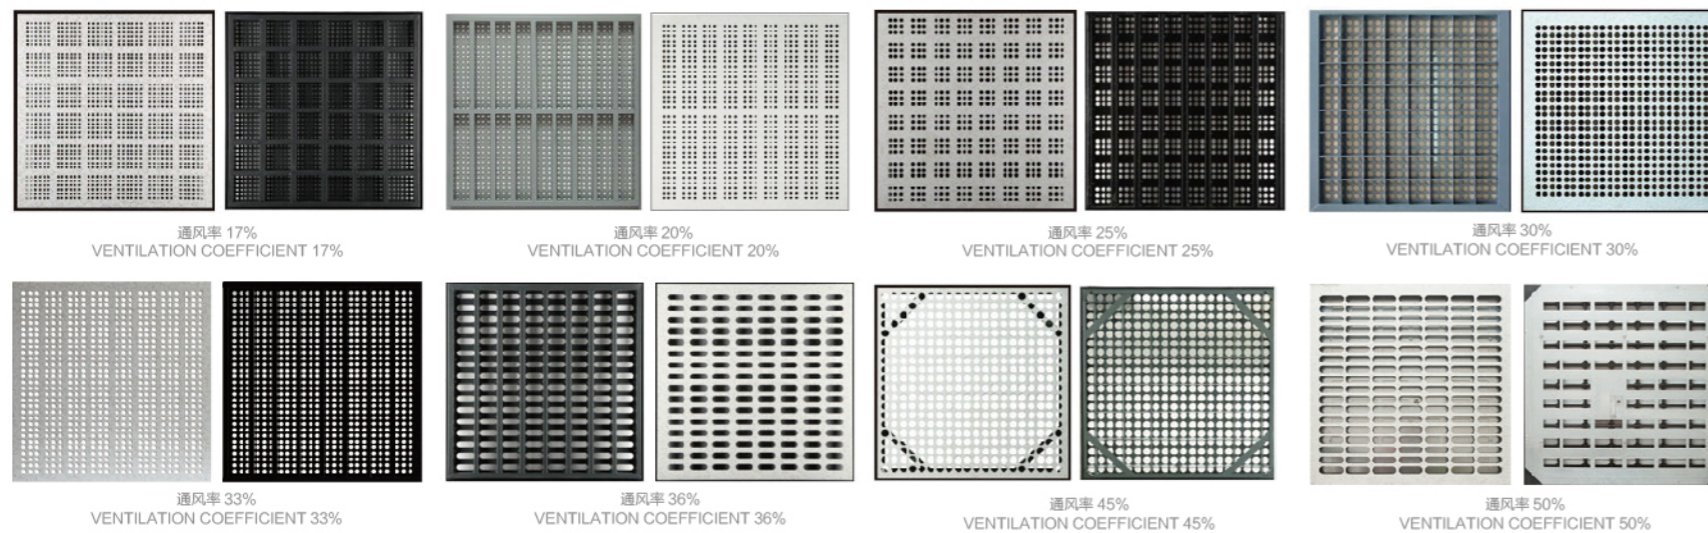 通风率 17%
VENTILATION COEFFICIENT 17%
通风率 20%
VENTILATION COEFFICIENT 20%
通风率 25%
VENTILATION COEFFICIENT 25%
通风率 30%
VENTILATION COEFFICIENT 30%
通风率 33%
VENTILATION COEFFICIENT 33%
通风率 36%
VENTILATION COEFFICIENT 36%
通风率 45%
VENTILATION COEFFICIENT 45%
通风率 50%
VENTILATION COEFFICIENT 50%